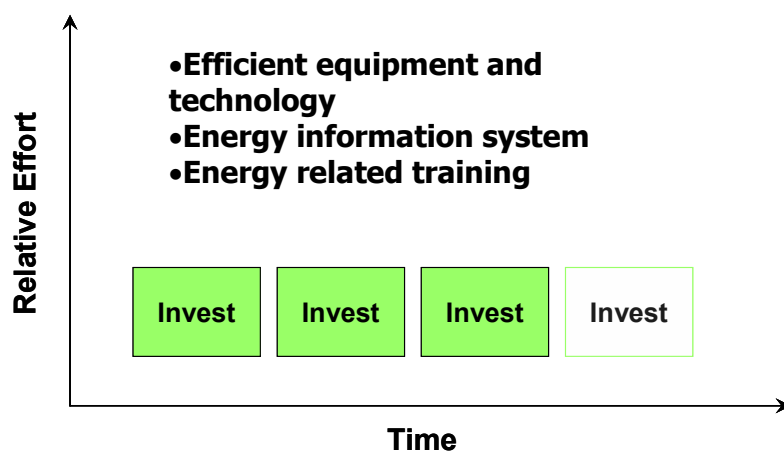 •Efficient equipment and
technology
•Energy information system
•Energy related training
Relative Effort
Invest
Invest
Invest
Invest
Time